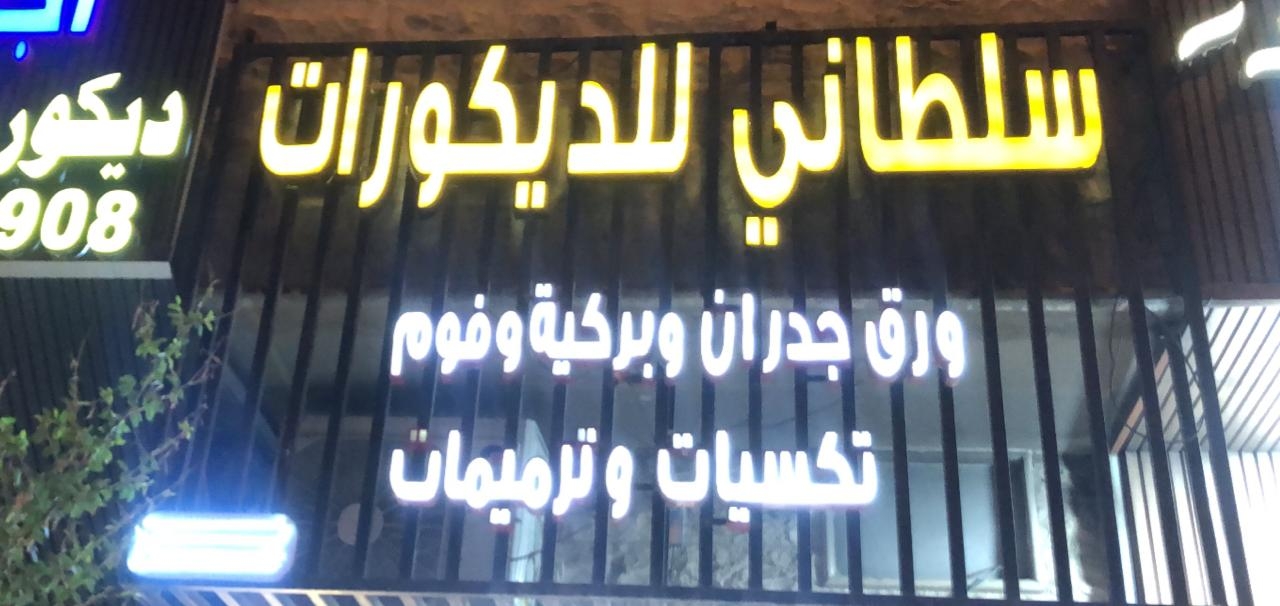 سلطاني للديكورات
ورق جدران وبركية وفوم
تكسيات وترميمات
ديكور
908